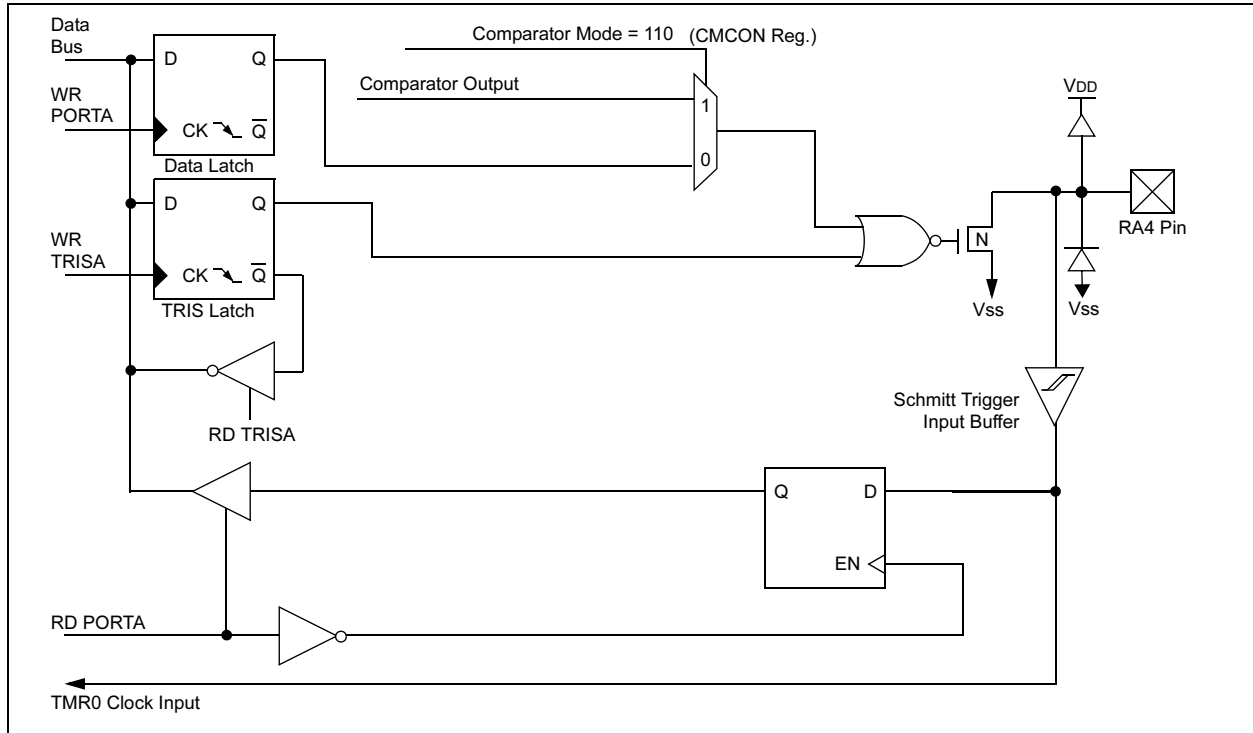 Data
Bus
D
Q
WR
PORTA
CK
Q
Data Latch
Comparator Mode = 110 (CMCON Reg.)
Comparator Output
1
0
VDD
RA4 Pin
N
Vss
Vss
D
Q
WR
TRISA
CK
Q
TRIS Latch
RD TRISA
Schmitt Trigger
Input Buffer
Q
D
EN
RD PORTA
TMR0 Clock Input